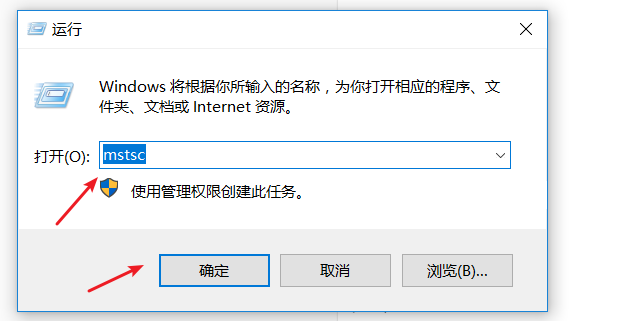 运行
Windows 将根据你所输入的名称，为你打开相应的程序、文
件夹、文档或 Internet 资源。
打开(O): mstsc
使用管理权限创建此任务。
确定 取消 浏览(B)...